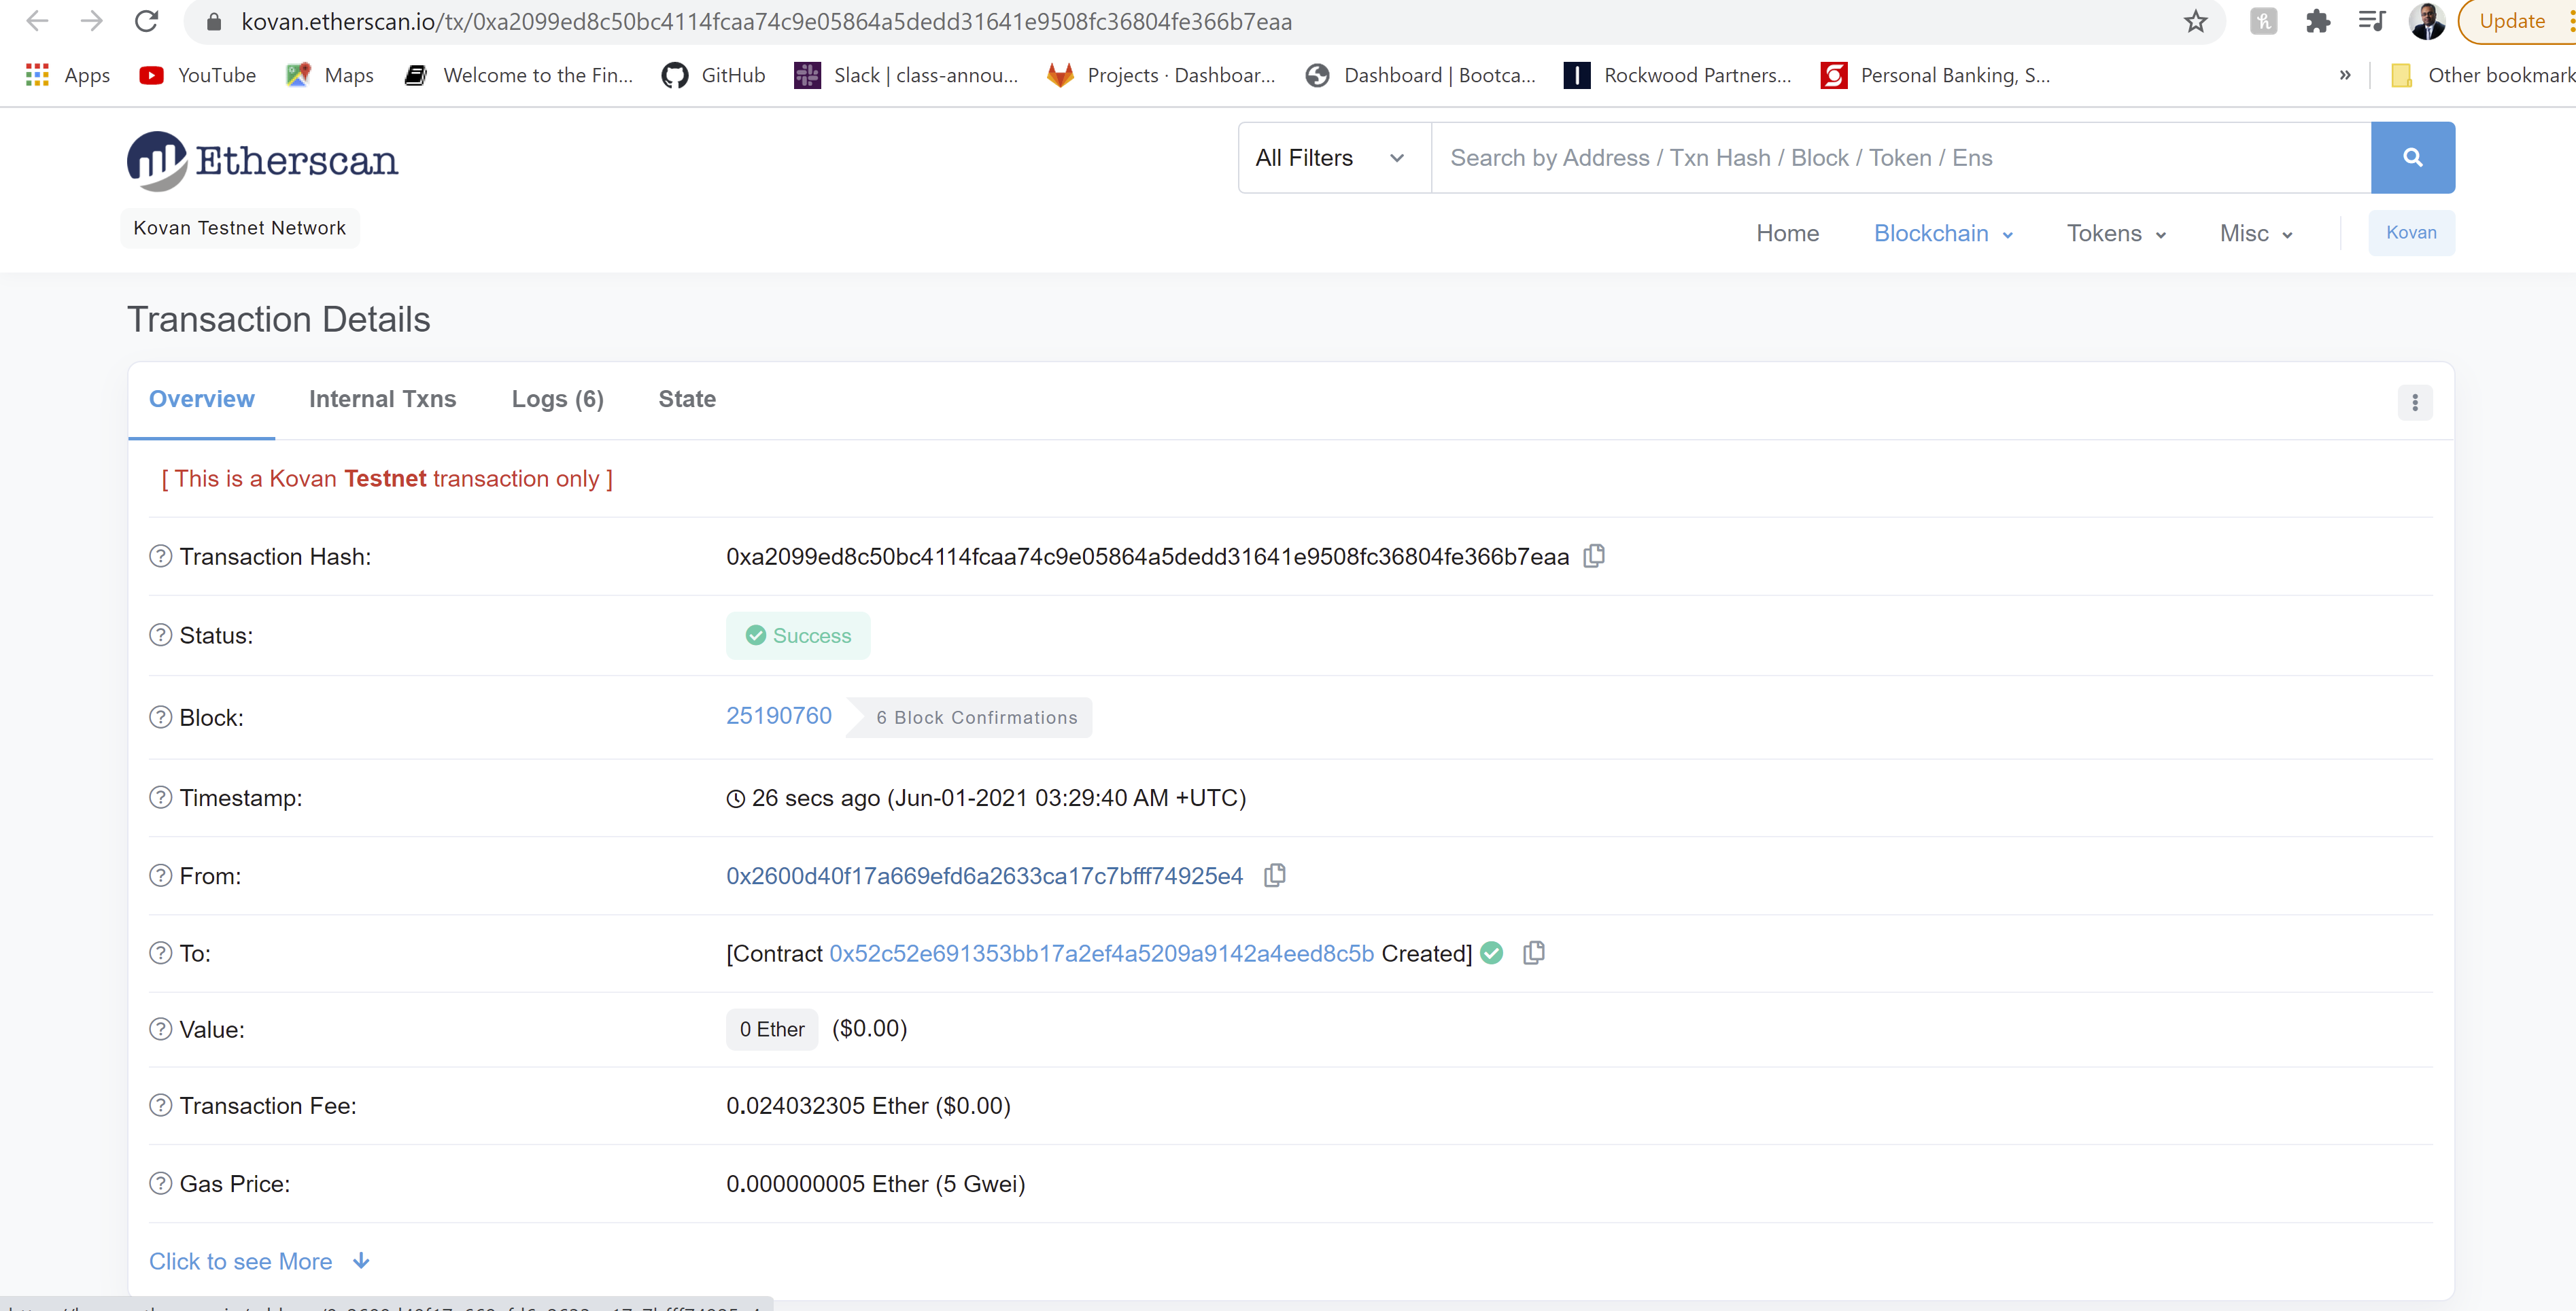 kovan.etherscan.io/tx/0xa2099ed8c50bc4114fcaa74c9e05864a5dedd31641e9508fc36804fe366b7eaa
Update
Apps YouTube Maps Welcome to the Fin... GitHub Slack | class-annou... Projects · Dashboar... Dashboard | Bootca... Rockwood Partners... Personal Banking, S... » Other bookmark
Etherscan
All Filters Search by Address / Txn Hash / Block / Token / Ens
Kovan Testnet Network
Home Blockchain Tokens Misc Kovan
Transaction Details
Overview Internal Txns Logs (6) State
[ This is a Kovan Testnet transaction only ]
Transaction Hash: 0xa2099ed8c50bc4114fcaa74c9e05864a5dedd31641e9508fc36804fe366b7eaa
Status: Success
Block: 25190760 6 Block Confirmations
Timestamp: 26 secs ago (Jun-01-2021 03:29:40 AM +UTC)
From: 0x2600d40f17a669efd6a2633ca17c7bfff74925e4
To: [Contract 0x52c52e691353bb17a2ef4a5209a9142a4eed8c5b Created]
Value: 0 Ether ($0.00)
Transaction Fee: 0.024032305 Ether ($0.00)
Gas Price: 0.000000005 Ether (5 Gwei)
Click to see More